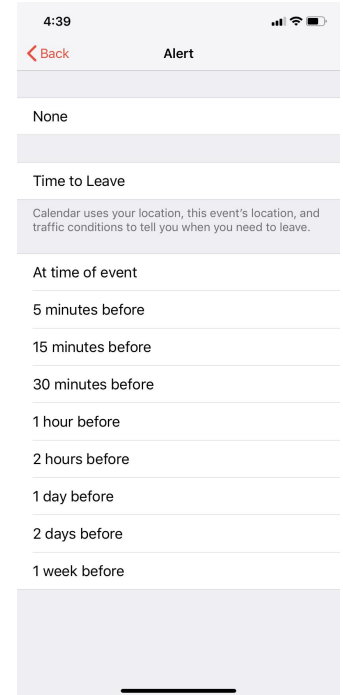 4:39
Back
Alert
None
Time to Leave
Calendar uses your location, this event's location, and
traffic conditions to tell you when you need to leave.
At time of event
5 minutes before
15 minutes before
30 minutes before
1 hour before
2 hours before
1 day before
2 days before
1 week before